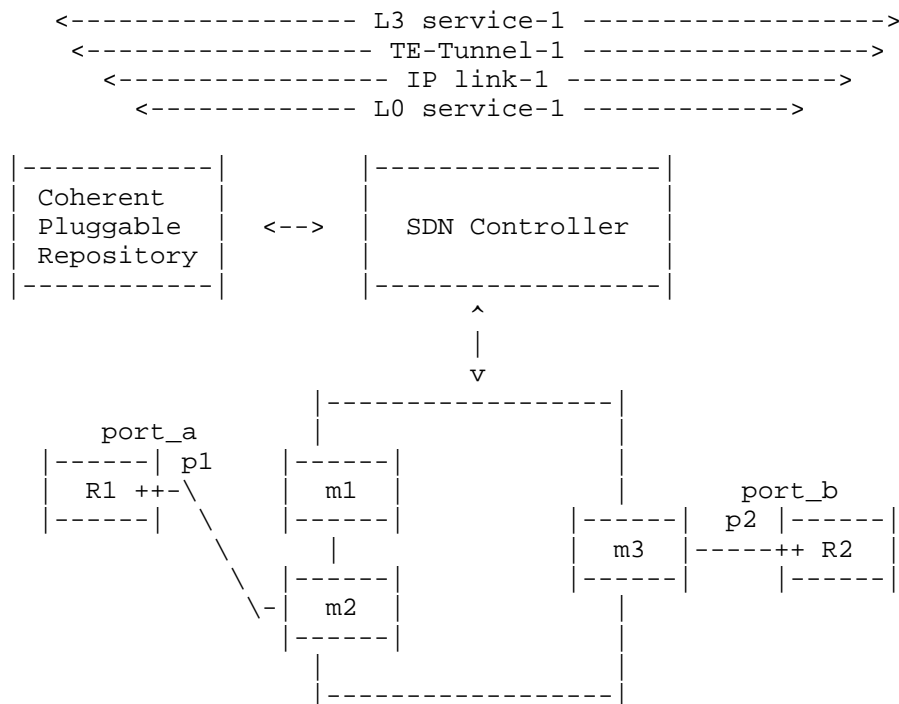 <------------------ L3 service-1 --------------------->
<------------------ TE-Tunnel-1 ------------------>
<----------------- IP link-1 ----------------->
<------------- L0 service-1 ------------->
|------------| |------------------|
| Coherent | | |
| Pluggable | <--> | SDN Controller |
| Repository | | |
|------------| |------------------|
^
|
v
|------------------|
port_a | |
|------| p1 |------| |
| R1 ++-\ | m1 | | port_b
|------| \ |------| |------| p2 |------|
\ | | m3 |-----++ R2 |
\ |------| |------| |------|
\-| m2 | |
|------| |
| |
|------------------|